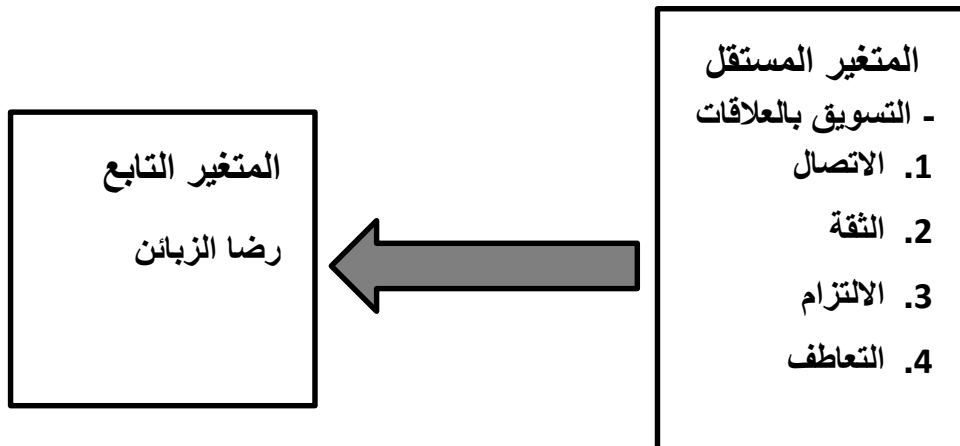 المتغير المستقل
- التسويق بالعلاقات
1. الاتصال
2. الثقة
3. الالتزام
4. التعاطف
المتغير التابع
رضا الزبائن